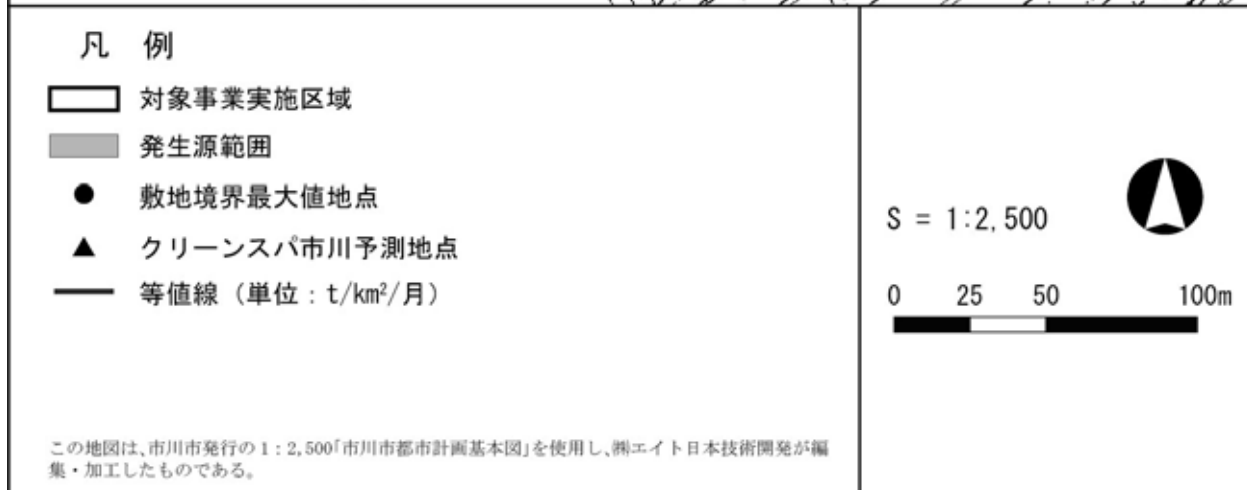 凡 例
対象事業実施区域
発生源範囲
敷地境界最大値地点
クリーンスパ市川予測地点
等値線（単位：t/km²/月）
この地図は、市川市発行の1：2,500「市川市都市計画基本図」を使用し、㈱エイト日本技術開発が編
集・加工したものである。
S = 1:2,500
0 25 50 100m